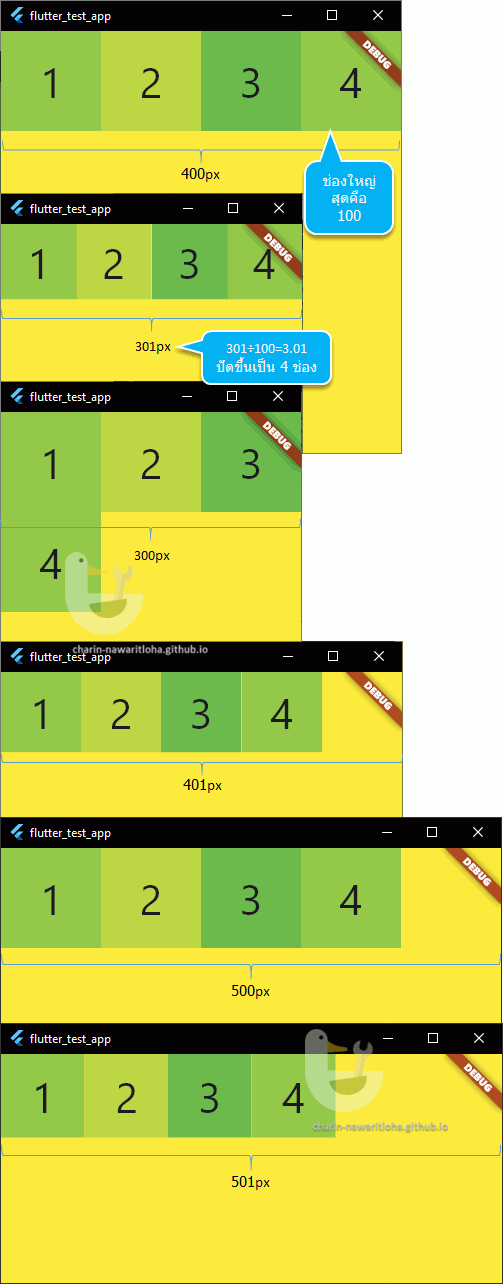 flutter_test_app
1 2 3 4
DEBUG
400px
ช่องใหญ่
สุดคือ
100
flutter_test_app
1 2 3 4
DEBUG
301px
301÷100=3.01
ปัดขึ้นเป็น 4 ช่อง
flutter_test_app
1 2 3
DEBUG
300px
4
charin-nawaritloha.github.io
flutter_test_app
1 2 3 4
DEBUG
401px
flutter_test_app
1 2 3 4
DEBUG
500px
flutter_test_app
1 2 3 4
DEBUG
charin-nawaritloha.github.io
501px